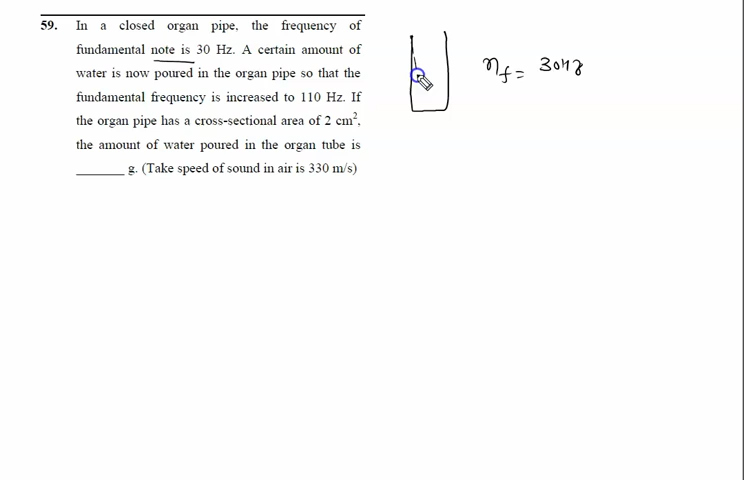 59. In a closed organ pipe, the frequency of
fundamental note is 30 Hz. A certain amount of
water is now poured in the organ pipe so that the
fundamental frequency is increased to 110 Hz. If
the organ pipe has a cross-sectional area of 2 cm², 
the amount of water poured in the organ tube is
_______ g. (Take speed of sound in air is 330 m/s)
n_f = 30Hz